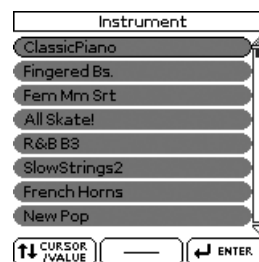 Instrument
ClassicPiano
Fingered Bs.
Fem Mm Srt
All Skate!
R&B B3
SlowStrings2
French Horns
New Pop
CURSOR
/VALUE
ENTER